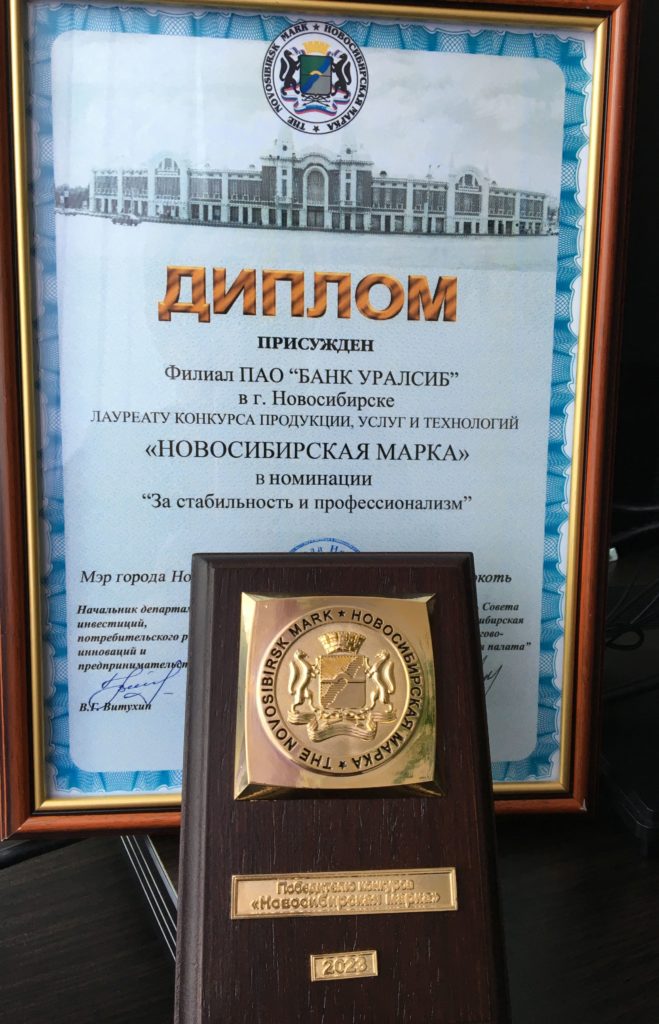 THE NOVOSIBIRSK MARK ★ НОВОСИБИРСКАЯ МАРКА ★
ДИПЛОМ
ПРИСУЖДЕН
Филиал ПАО “БАНК УРАЛСИБ”
в г. Новосибирске
ЛАУРЕАТУ КОНКУРСА ПРОДУКЦИИ, УСЛУГ И ТЕХНОЛОГИЙ
«НОВОСИБИРСКАЯ МАРКА»
в номинации
“За стабильность и профессионализм”
Мэр города
Начальник
инвестиций,
инноваций и
В.Г. Витухин
Совета
палата”
THE NOVOSIBIRSK MARK ★ НОВОСИБИРСКАЯ МАРКА ★
Победителю конкурса
«Новосибирская марка»
2023